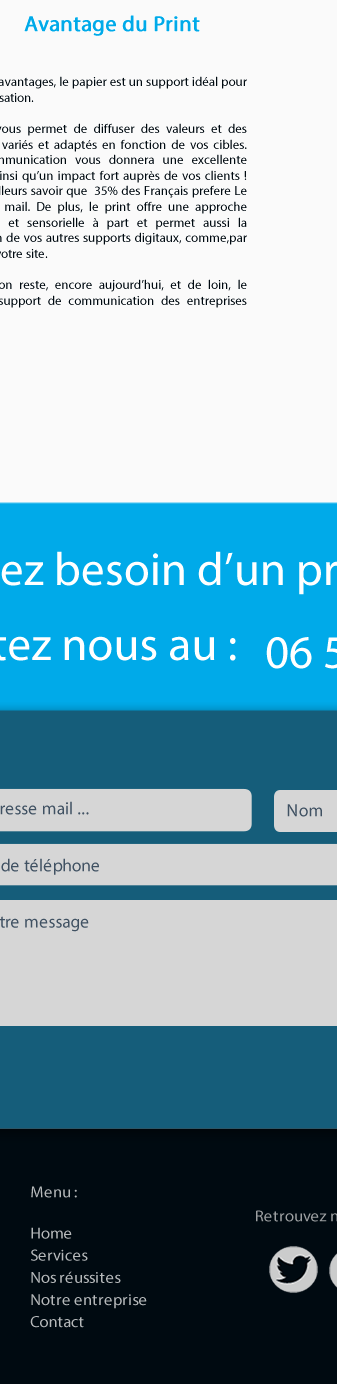 Avantage du Print
avantages, le papier est un support idéal pour
sation.
vous permet de diffuser des valeurs et des
variés et adaptés en fonction de vos cibles.
mmunication vous donnera une excellente
insi qu'un impact fort auprès de vos clients !
lleurs savoir que 35% des Français prefere Le
mail. De plus, le print offre une approche
et sensorielle à part et permet aussi la
n de vos autres supports digitaux, comme,par
otre site.
on reste, encore aujourd'hui, et de loin, le
support de communication des entreprises
ez besoin d'un pr
tez nous au : 06 5
resse mail ...
Nom
de téléphone
tre message
Menu :
Home
Services
Nos réussites
Notre entreprise
Contact
Retrouvez n